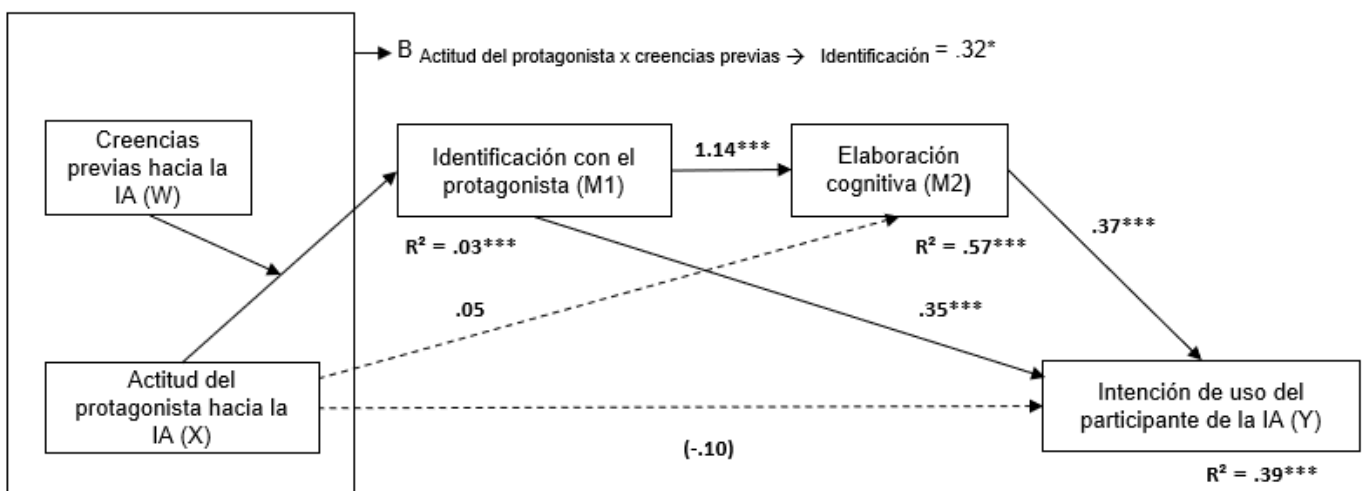 B Actitud del protagonista x creencias previas → Identificación = .32*
Creencias
previas hacia la
IA (W)
Identificación con el
protagonista (M1)
1.14***
Elaboración
cognitiva (M2)
R² = .03***
R² = .57***
.37***
.05
.35***
Actitud del
protagonista hacia la
IA (X)
Intención de uso del
participante de la IA (Y)
(-.10)
R² = .39***